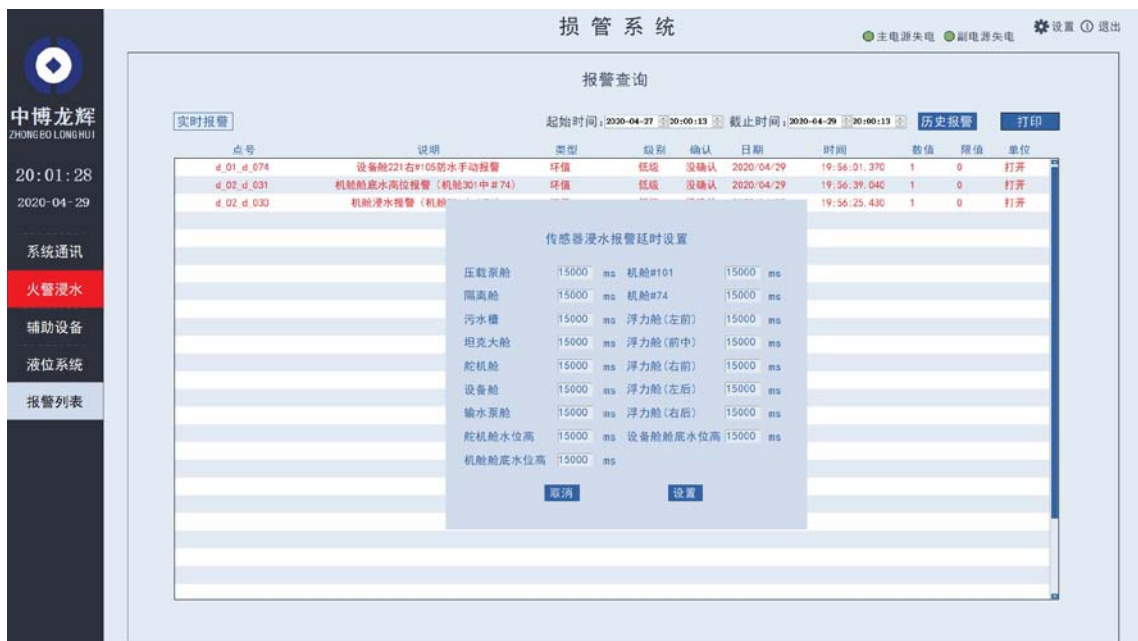 损管系统
主电源失电 副电源失电 设置 退出
中博龙辉
ZHONG BO LONG HUI
20:01:28
2020-04-29
系统通讯
火警浸水
辅助设备
液位系统
报警列表
报警查询
实时报警 起始时间：2020-04-27 20:00:13 截止时间：2020-04-29 20:00:13 历史报警 打印
点号 说明 类型 级别 确认 日期 时间 数值 限值 单位
d_01_d_074 设备舱221右#105防水手动报警 坏值 低级 没确认 2020/04/29 19:56:01.370 1 0 打开
d_02_d_031 机舱舱底水高位报警（机舱301中#74） 坏值 低级 没确认 2020/04/29 19:56:39.040 1 0 打开
d_02_d_030 机舱浸水报警（机舱 19:56:25.430 1 0 打开
传感器浸水报警延时设置
压载泵舱 15000 ms 机舱#101 15000 ms
隔离舱 15000 ms 机舱#74 15000 ms
污水槽 15000 ms 浮力舱(左前) 15000 ms
坦克大舱 15000 ms 浮力舱(前中) 15000 ms
舵机舱 15000 ms 浮力舱(右前) 15000 ms
设备舱 15000 ms 浮力舱(左后) 15000 ms
输水泵舱 15000 ms 浮力舱(右后) 15000 ms
舵机舱水位高 15000 ms 设备舱舱底水位高 15000 ms
机舱舱底水位高 15000 ms
取消 设置